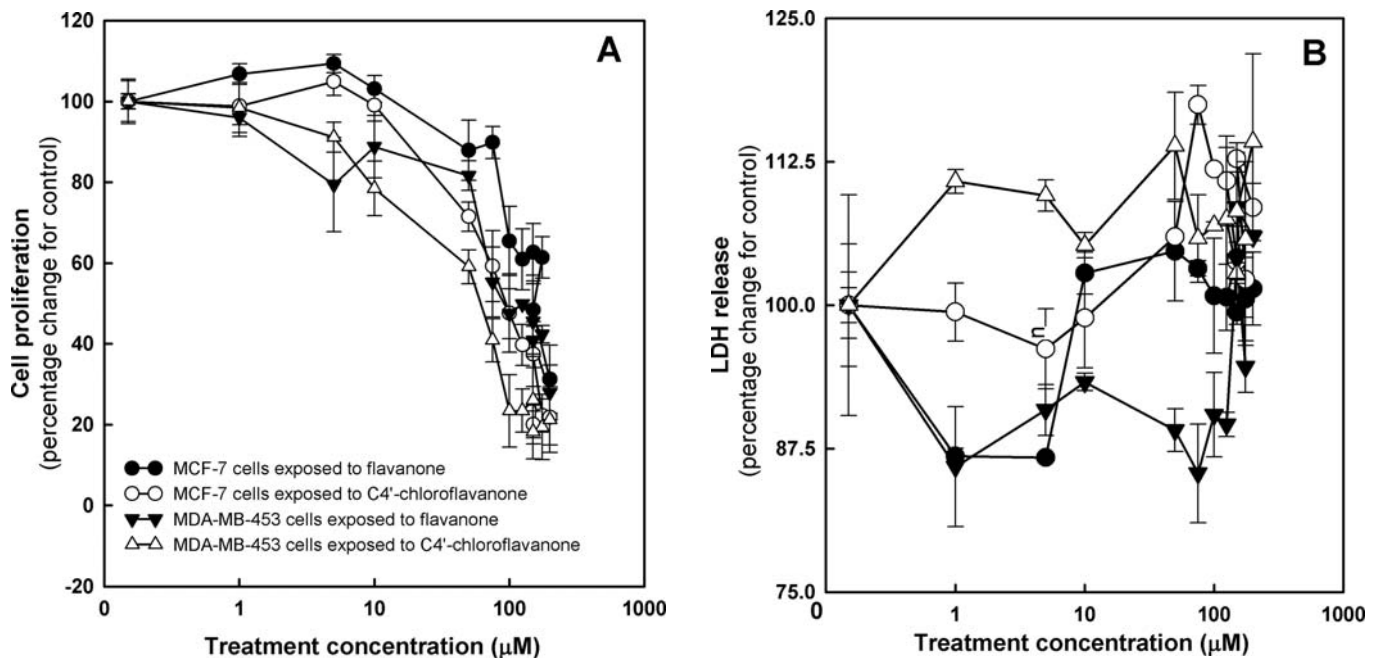 A
120
100
80
60
40
20
0
-20
Cell proliferation
(percentage change for control)
MCF-7 cells exposed to flavanone
MCF-7 cells exposed to C4'-chloroflavanone
MDA-MB-453 cells exposed to flavanone
MDA-MB-453 cells exposed to C4'-chloroflavanone
0 1 10 100 1000
Treatment concentration (μM)
B
125.0
112.5
100.0
87.5
75.0
LDH release
(percentage change for control)
n
0 1 10 100 1000
Treatment concentration (μM)